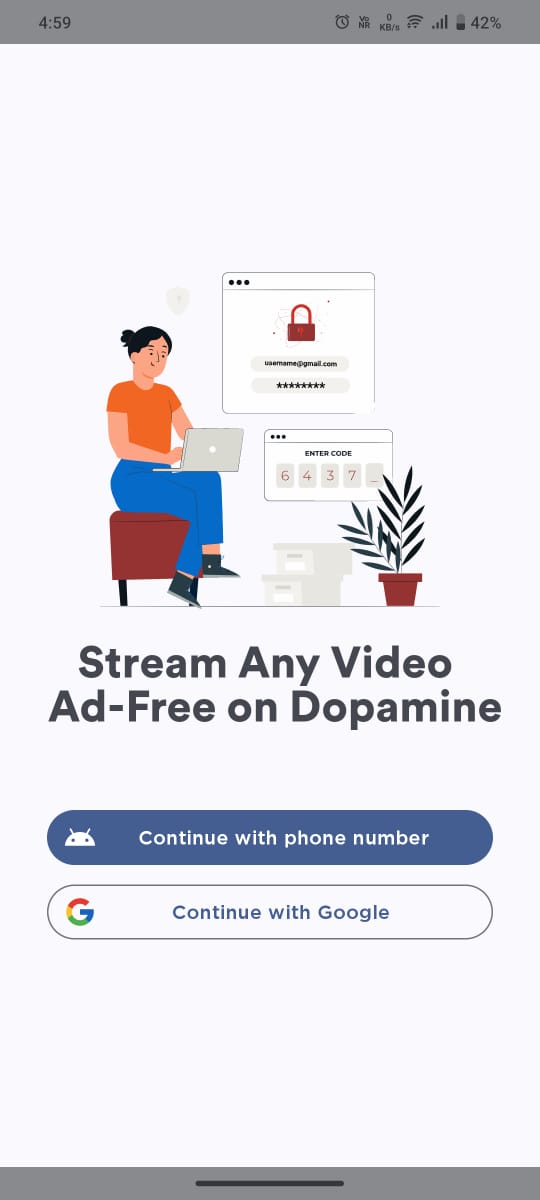 4:59
Vo NR
0 KB/s
42%
username@gmail.com
********
ENTER CODE
6 4 3 7 _
Stream Any Video
Ad-Free on Dopamine
Continue with phone number
Continue with Google